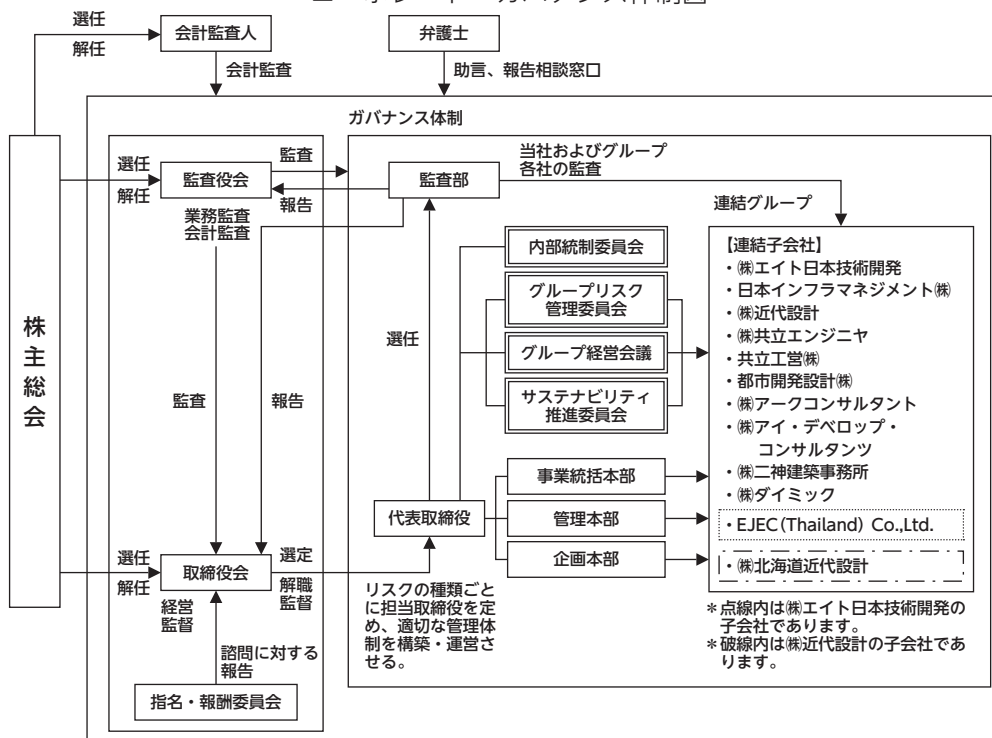 コーポレート・ガバナンス体制図
選任
解任
会計監査人
弁護士
会計監査
助言、報告相談窓口
ガバナンス体制
株主総会
選任
解任
監査役会
監査
報告
業務監査
会計監査
監査部
当社およびグループ
各社の監査
連結グループ
内部統制委員会
グループリスク
管理委員会
グループ経営会議
サステナビリティ
推進委員会
選任
監査
報告
【連結子会社】
・㈱エイト日本技術開発
・日本インフラマネジメント㈱
・㈱近代設計
・㈱共立エンジニヤ
・共立工営㈱
・都市開発設計㈱
・㈱アークコンサルタント
・㈱アイ・デベロップ・
コンサルタンツ
・㈱二神建築事務所
・㈱ダイミック
・EJEC(Thailand) Co.,Ltd.
・㈱北海道近代設計
事業統括本部
代表取締役
管理本部
企画本部
選任
解任
取締役会
選定
解職
監督
経営
監督
リスクの種類ごと
に担当取締役を定
め、適切な管理体
制を構築・運営さ
せる。
諮問に対する
報告
指名・報酬委員会
＊点線内は㈱エイト日本技術開発の
子会社であります。
＊破線内は㈱近代設計の子会社であ
ります。